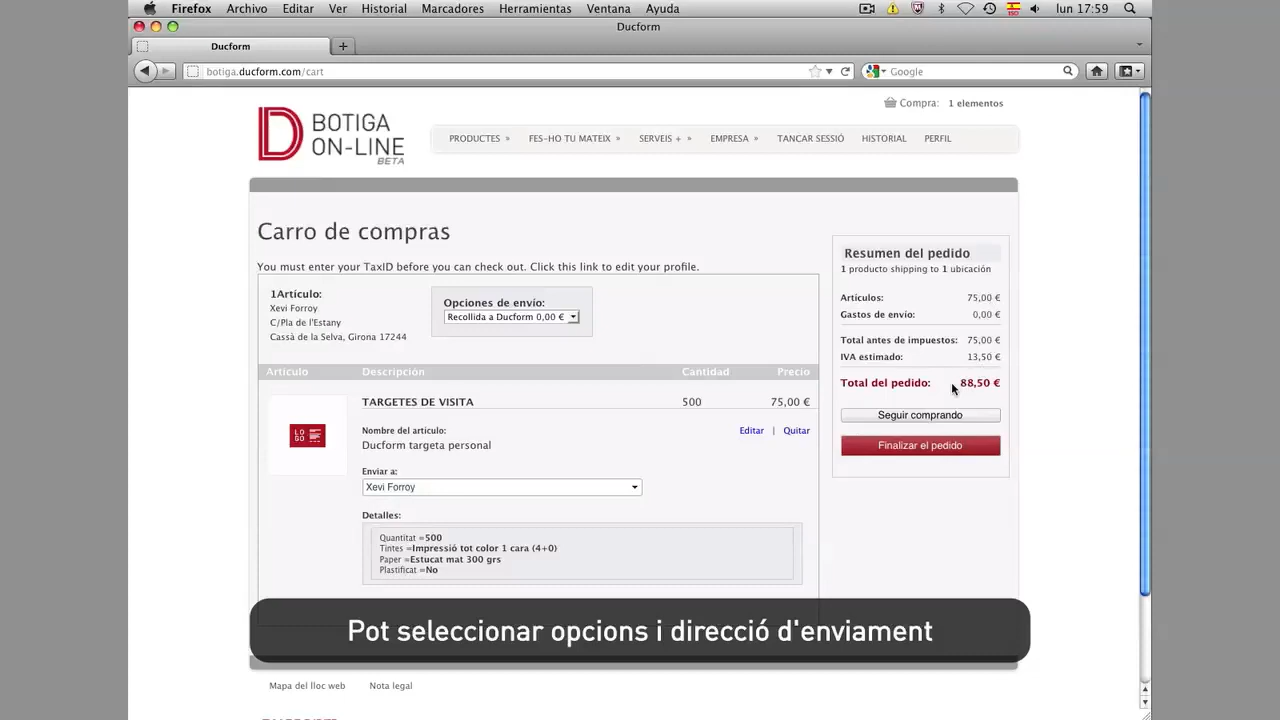 Firefox Archivo Editar Ver Historial Marcadores Herramientas Ventana Ayuda lun 17:59
Ducform
Ducform
botiga.ducform.com/cart Google
Compra: 1 elementos
BOTIGA
ON-LINE
BETA
PRODUCTES » FES-HO TU MATEIX » SERVEIS + » EMPRESA » TANCAR SESSIÓ HISTORIAL PERFIL
Carro de compras
You must enter your TaxID before you can check out. Click this link to edit your profile.
1Artículo:
Xevi Forroy
C/Pla de l'Estany
Cassà de la Selva, Girona 17244
Opciones de envío:
Recollida a Ducform 0,00 €
Artículo Descripción Cantidad Precio
LO
GO
TARGETES DE VISITA 500 75,00 €
Nombre del artículo: Editar | Quitar
Ducform targeta personal
Enviar a:
Xevi Forroy
Detalles:
Quantitat =500
Tintes =Impressió tot color 1 cara (4+0)
Paper =Estucat mat 300 grs
Plastificat =No
Resumen del pedido
1 producto shipping to 1 ubicación
Artículos: 75,00 €
Gastos de envío: 0,00 €
Total antes de impuestos: 75,00 €
IVA estimado: 13,50 €
Total del pedido: 88,50 €
Seguir comprando
Finalizar el pedido
Pot seleccionar opcions i direcció d'enviament
Mapa del lloc web Nota legal